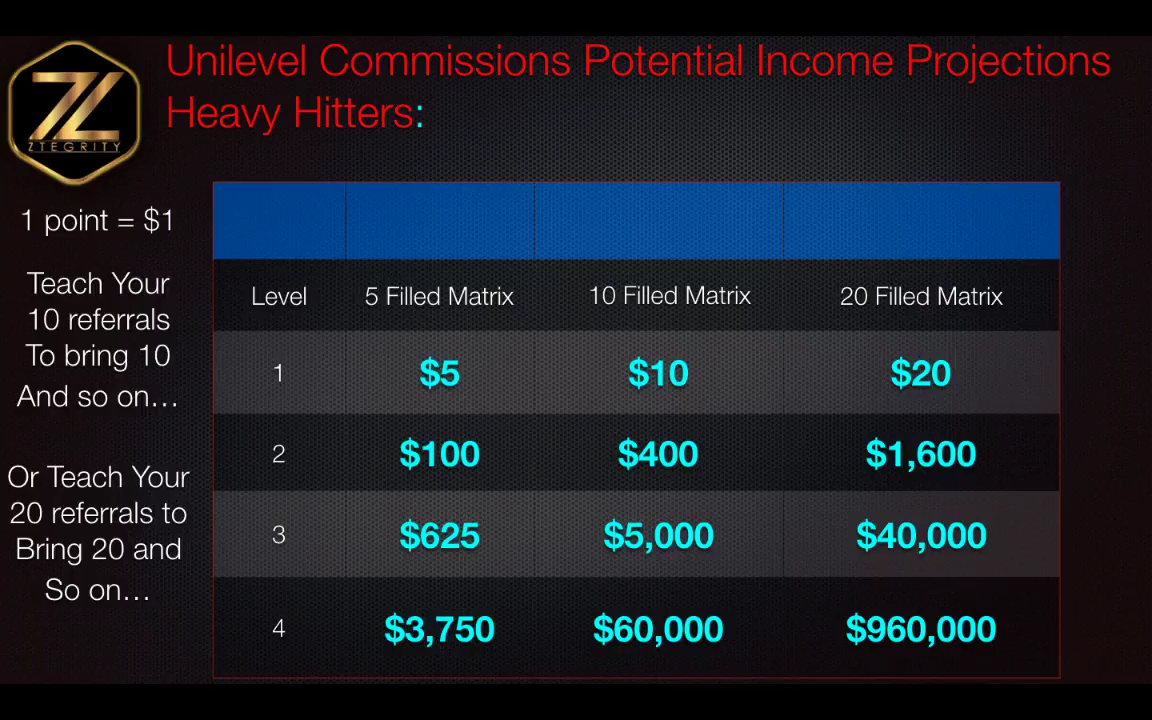 Unilevel Commissions Potential Income Projections
Heavy Hitters:
ZTEGRITY
1 point = $1
Teach Your
10 referrals
To bring 10
And so on…
Or Teach Your
20 referrals to
Bring 20 and
So on…
Level 5 Filled Matrix 10 Filled Matrix 20 Filled Matrix
1 $5 $10 $20
2 $100 $400 $1,600
3 $625 $5,000 $40,000
4 $3,750 $60,000 $960,000